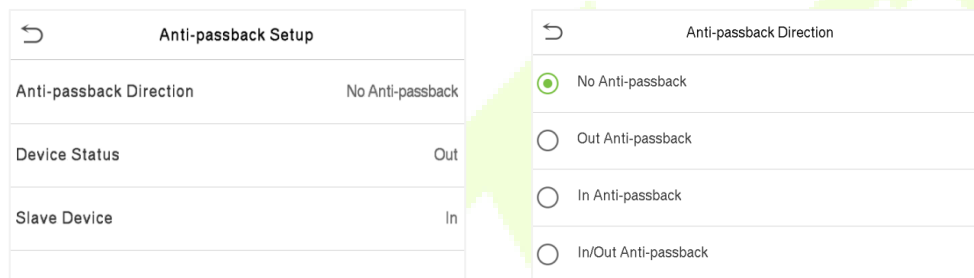 Anti-passback Setup
Anti-passback Direction No Anti-passback
Device Status Out
Slave Device In
Anti-passback Direction
No Anti-passback
Out Anti-passback
In Anti-passback
In/Out Anti-passback